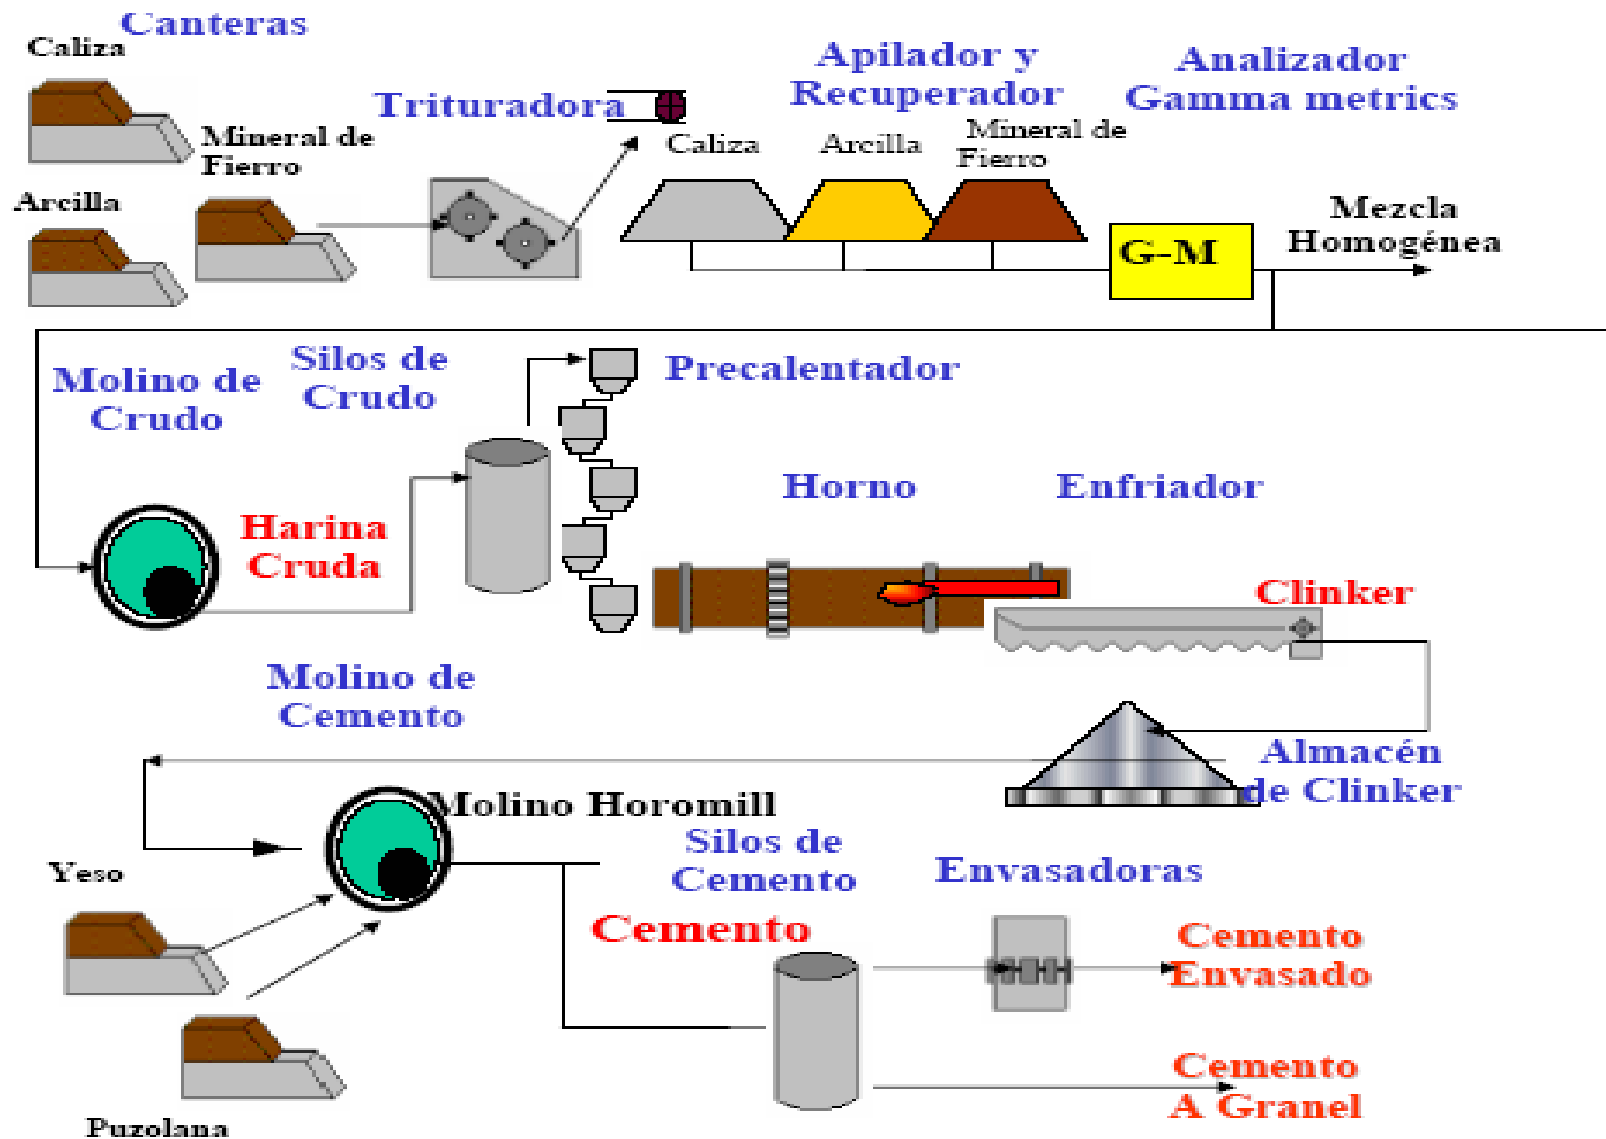 Canteras
Caliza
Mineral de
Fierro
Arcilla
Trituradora
Apilador y
Recuperador
Caliza
Arcilla
Mineral de
Fierro
Analizador
Gamma metrics
G-M
Mezcla
Homogénea
Molino de
Crudo
Silos de
Crudo
Precalentador
Harina
Cruda
Horno
Enfriador
Clinker
Molino de
Cemento
Almacén
de Clinker
Molino Horomill
Yeso
Puzolana
Silos de
Cemento
Cemento
Envasadoras
Cemento
Envasado
Cemento
A Granel